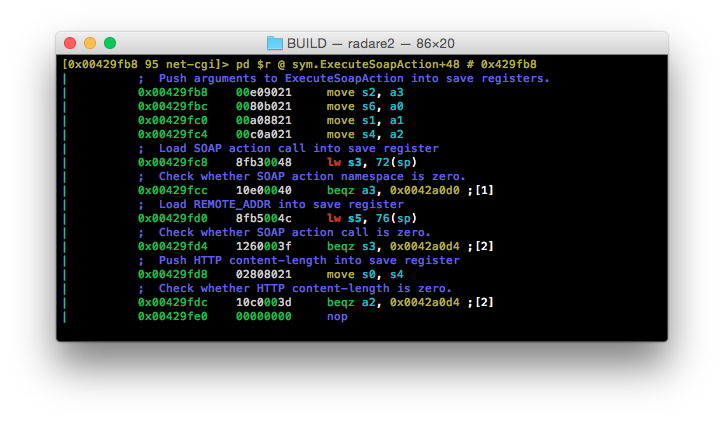 BUILD — radare2 — 86×20
[0x00429fb8 95 net-cgi]> pd $r @ sym.ExecuteSoapAction+48 # 0x429fb8
|          ;  Push arguments to ExecuteSoapAction into save registers.
|          0x00429fb8    00e09021     move s2, a3
|          0x00429fbc    0080b021     move s6, a0
|          0x00429fc0    00a08821     move s1, a1
|          0x00429fc4    00c0a021     move s4, a2
|          ;  Load SOAP action call into save register
|          0x00429fc8    8fb30048     lw s3, 72(sp)
|          ;  Check whether SOAP action namespace is zero.
|          0x00429fcc    10e00040     beqz a3, 0x0042a0d0 ;[1]
|          ;  Load REMOTE_ADDR into save register
|          0x00429fd0    8fb5004c     lw s5, 76(sp)
|          ;  Check whether SOAP action call is zero.
|          0x00429fd4    1260003f     beqz s3, 0x0042a0d4 ;[2]
|          ;  Push HTTP content-length into save register
|          0x00429fd8    02808021     move s0, s4
|          ;  Check whether HTTP content-length is zero.
|          0x00429fdc    10c0003d     beqz a2, 0x0042a0d4 ;[2]
|          0x00429fe0    00000000     nop